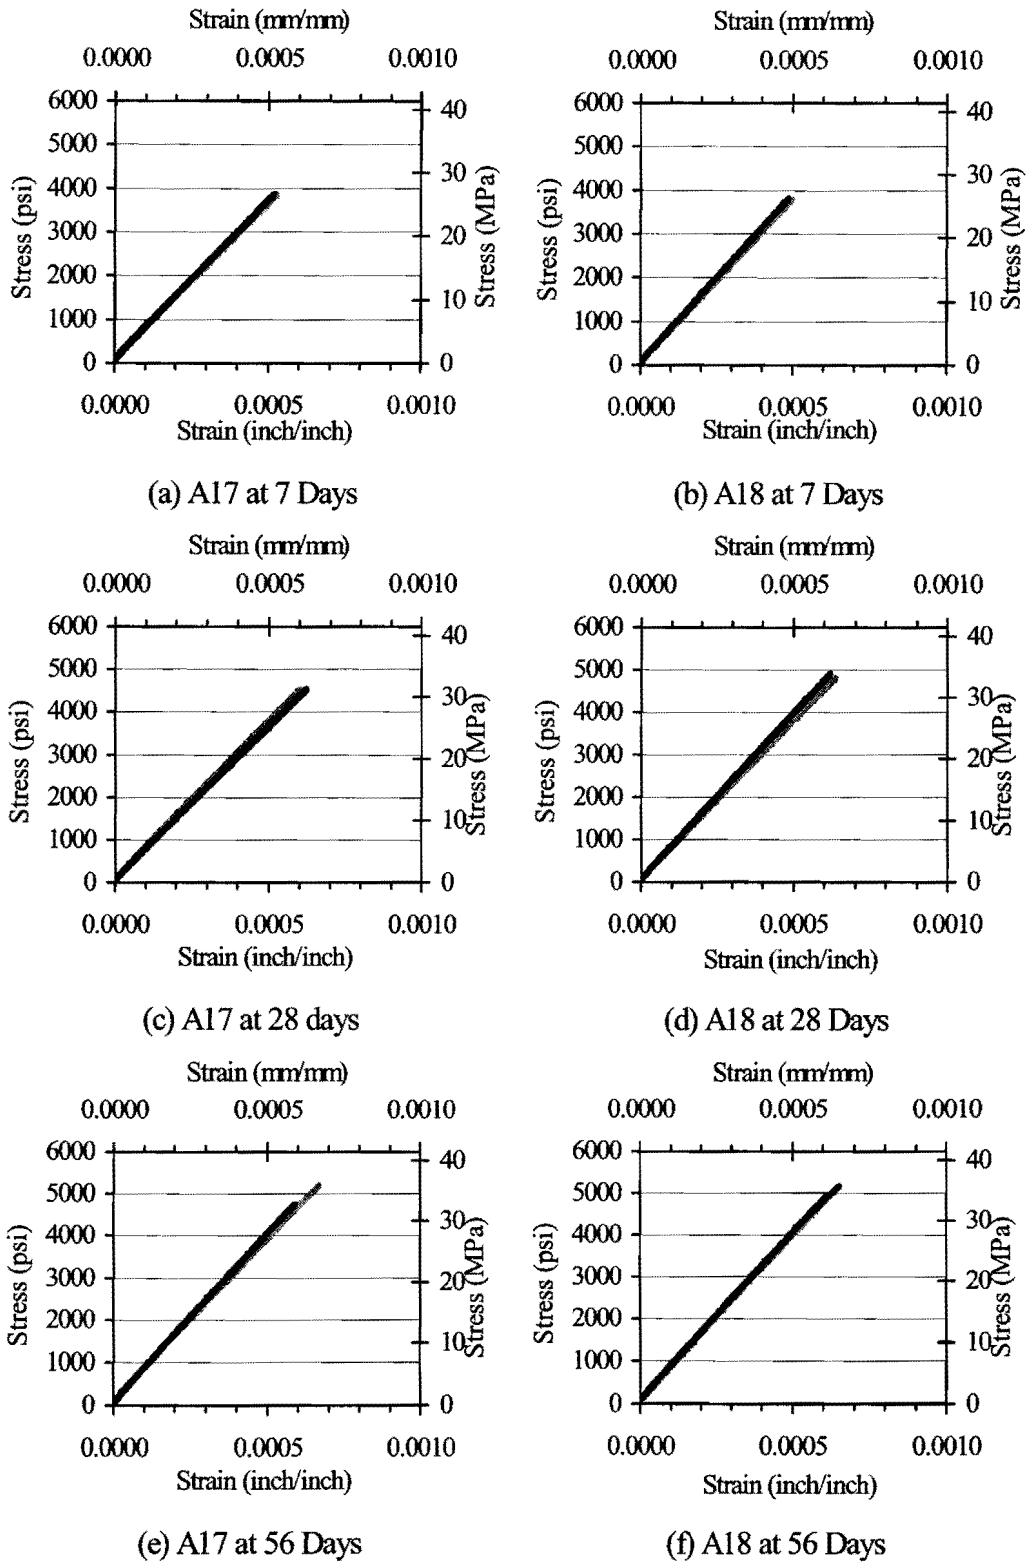 Strain (mm/mm)
0.0000 0.0005 0.0010
6000
5000
4000
3000
2000
1000
0
Stress (psi)
40
30
20
10
0
Stress (MPa)
0.0000 0.0005 0.0010
Strain (inch/inch)
(a) A17 at 7 Days
Strain (mm/mm)
0.0000 0.0005 0.0010
6000
5000
4000
3000
2000
1000
0
Stress (psi)
40
30
20
10
0
Stress (MPa)
0.0000 0.0005 0.0010
Strain (inch/inch)
(b) A18 at 7 Days
Strain (mm/mm)
0.0000 0.0005 0.0010
6000
5000
4000
3000
2000
1000
0
Stress (psi)
40
30
20
10
0
Stress (MPa)
0.0000 0.0005 0.0010
Strain (inch/inch)
(c) A17 at 28 days
Strain (mm/mm)
0.0000 0.0005 0.0010
6000
5000
4000
3000
2000
1000
0
Stress (psi)
40
30
20
10
0
Stress (MPa)
0.0000 0.0005 0.0010
Strain (inch/inch)
(d) A18 at 28 Days
Strain (mm/mm)
0.0000 0.0005 0.0010
6000
5000
4000
3000
2000
1000
0
Stress (psi)
40
30
20
10
0
Stress (MPa)
0.0000 0.0005 0.0010
Strain (inch/inch)
(e) A17 at 56 Days
Strain (mm/mm)
0.0000 0.0005 0.0010
6000
5000
4000
3000
2000
1000
0
Stress (psi)
40
30
20
10
0
Stress (MPa)
0.0000 0.0005 0.0010
Strain (inch/inch)
(f) A18 at 56 Days